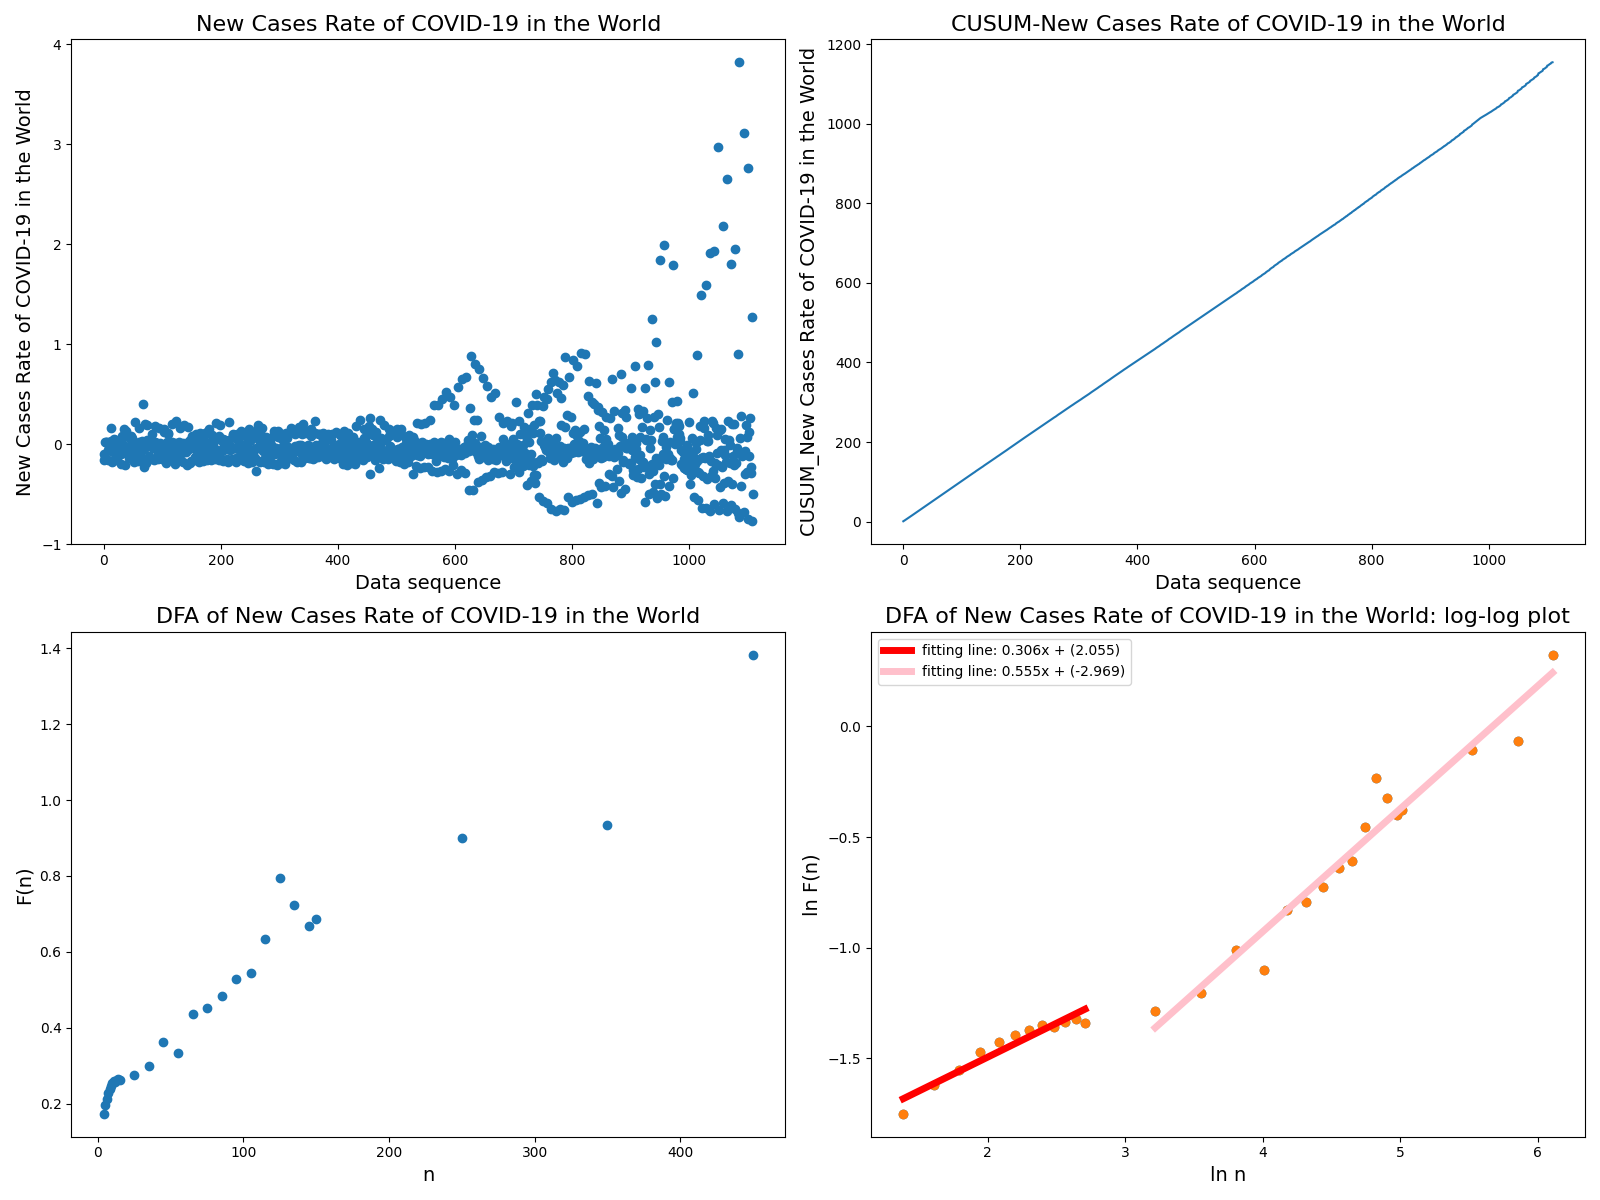 New Cases Rate of COVID-19 in the World
New Cases Rate of COVID-19 in the World
4
3
2
1
0
−1
0 200 400 600 800 1000
Data sequence
CUSUM-New Cases Rate of COVID-19 in the World
CUSUM_New Cases Rate of COVID-19 in the World
1200
1000
800
600
400
200
0
0 200 400 600 800 1000
Data sequence
DFA of New Cases Rate of COVID-19 in the World
F(n)
1.4
1.2
1.0
0.8
0.6
0.4
0.2
0 100 200 300 400
n
DFA of New Cases Rate of COVID-19 in the World: log-log plot
fitting line: 0.306x + (2.055)
fitting line: 0.555x + (-2.969)
ln F(n)
0.0
−0.5
−1.0
−1.5
2 3 4 5 6
ln n